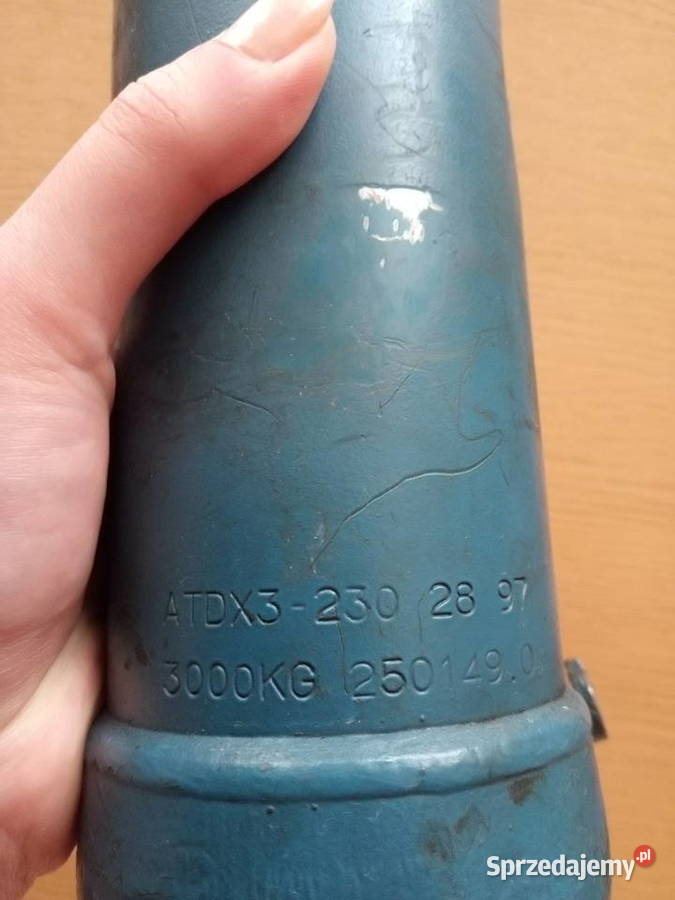 ATDX3-230 28 97
3000KG 250149.0
Sprzedajemy.pl